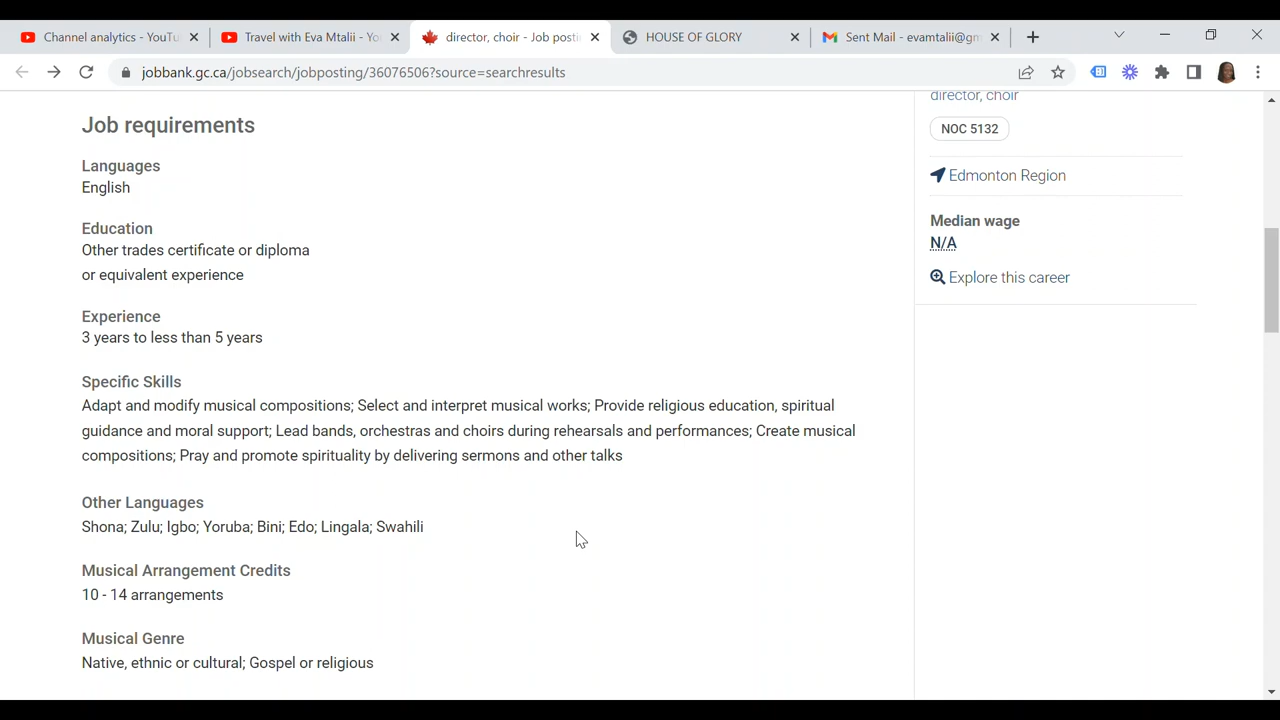 Channel analytics - YouTu
Travel with Eva Mtalii - Yo
director, choir - Job posti
HOUSE OF GLORY
Sent Mail - evamtalii@gm
jobbank.gc.ca/jobsearch/jobposting/36076506?source=searchresults
Job requirements
Languages
English
Education
Other trades certificate or diploma
or equivalent experience
Experience
3 years to less than 5 years
Specific Skills
Adapt and modify musical compositions; Select and interpret musical works; Provide religious education, spiritual
guidance and moral support; Lead bands, orchestras and choirs during rehearsals and performances; Create musical
compositions; Pray and promote spirituality by delivering sermons and other talks
Other Languages
Shona; Zulu; Igbo; Yoruba; Bini; Edo; Lingala; Swahili
Musical Arrangement Credits
10 - 14 arrangements
Musical Genre
Native, ethnic or cultural; Gospel or religious
director, choir
NOC 5132
Edmonton Region
Median wage
N/A
Explore this career